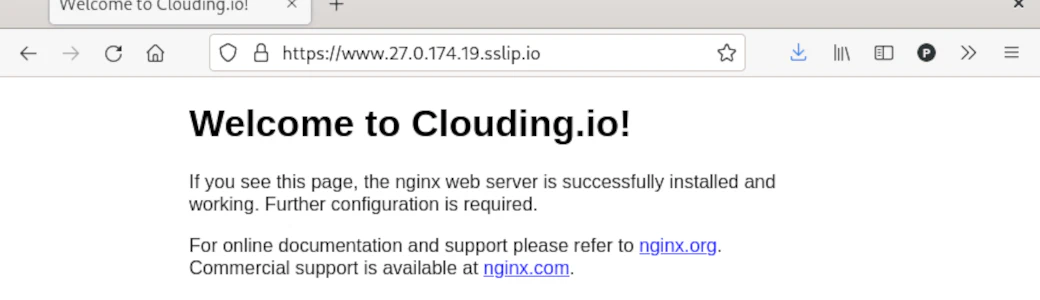 Welcome to Clouding.io!
https://www.27.0.174.19.sslip.io
P
Welcome to Clouding.io!
If you see this page, the nginx web server is successfully installed and
working. Further configuration is required.
For online documentation and support please refer to nginx.org.
Commercial support is available at nginx.com.